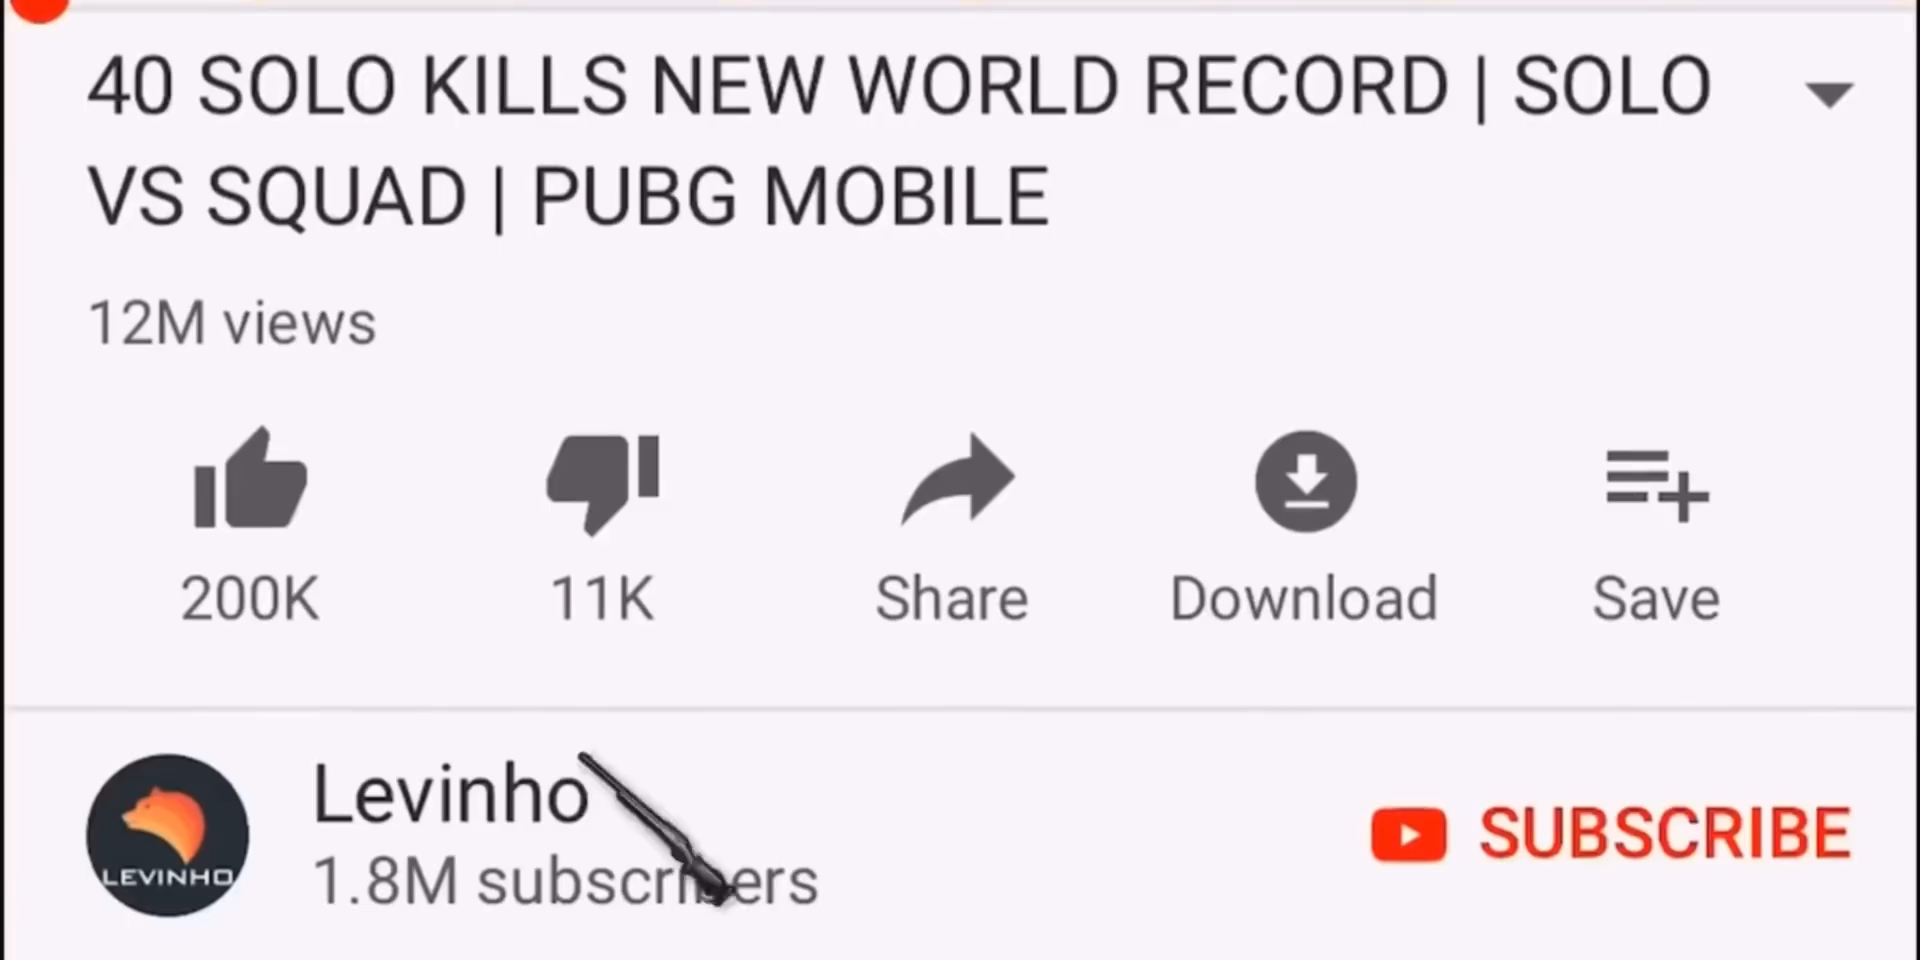 40 SOLO KILLS NEW WORLD RECORD | SOLO
VS SQUAD | PUBG MOBILE
12M views
200K
11K
Share
Download
Save
LEVINHO
Levinho
1.8M subscribers
SUBSCRIBE